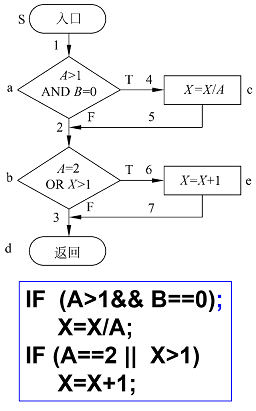 S
入口
1
A>1
AND B=0
a
T
4
X=X/A
c
F
5
2
A=2
OR X>1
b
T
6
X=X+1
e
F
7
3
d
返回
IF (A>1&& B==0);
X=X/A;
IF (A==2 || X>1)
X=X+1;